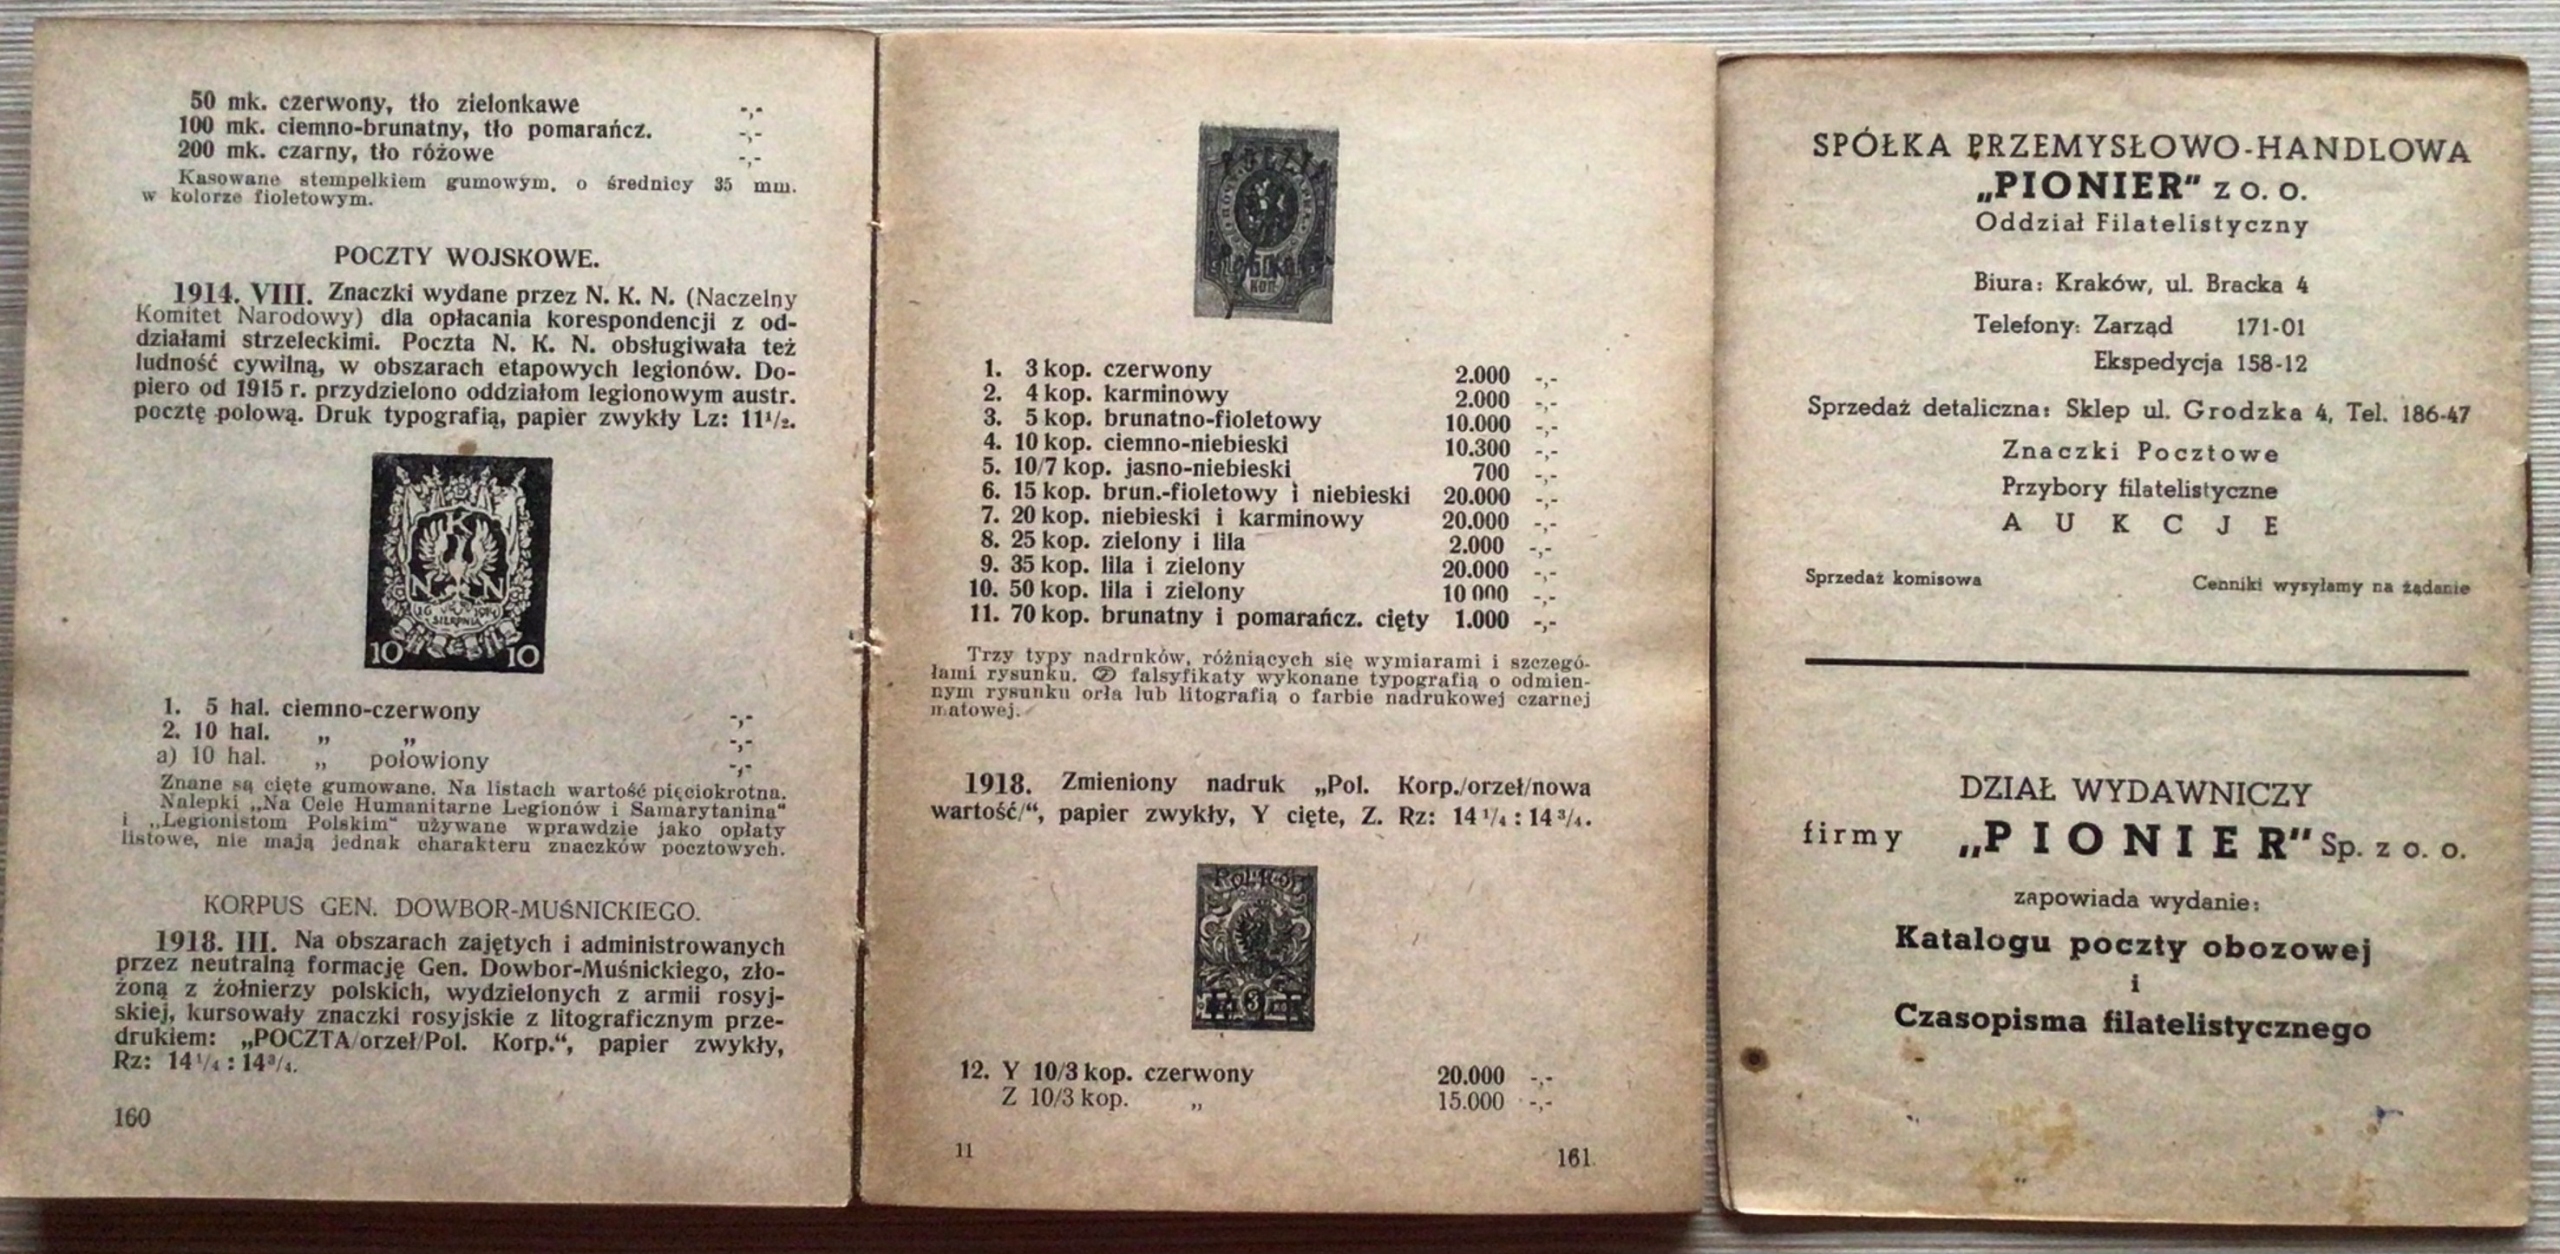 50 mk. czerwony, tło zielonkawe -,-
100 mk. ciemno-brunatny, tło pomarańcz. -,-
200 mk. czarny, tło różowe -,-
Kasowane stempelkiem gumowym, o średnicy 35 mm.
w kolorze fioletowym.
POCZTY WOJSKOWE.
1914. VIII. Znaczki wydane przez N. K. N. (Naczelny
Komitet Narodowy) dla opłacania korespondencji z od-
działami strzeleckimi. Poczta N. K. N. obsługiwała też
ludność cywilną, w obszarach etapowych legionów. Do-
piero od 1915 r. przydzielono oddziałom legionowym austr.
pocztę polową. Druk typografią, papier zwykły Lz: 11¹/₂.
K
N N
16 1914
SIERPNIA
10 10
1. 5 hal. ciemno-czerwony -,-
2. 10 hal. „ „ -,-
a) 10 hal. „ połowiony -,-
Znane są cięte gumowane. Na listach wartość pięciokrotna.
Nalepki „Na Cele Humanitarne Legionów i Samarytanina"
i „Legionistom Polskim" używane wprawdzie jako opłaty
listowe, nie mają jednak charakteru znaczków pocztowych.
KORPUS GEN. DOWBOR-MUŚNICKIEGO.
1918. III. Na obszarach zajętych i administrowanych
przez neutralną formację Gen. Dowbor-Muśnickiego, zło-
żoną z żołnierzy polskich, wydzielonych z armii rosyj-
skiej, kursowały znaczki rosyjskie z litograficznym prze-
drukiem: „POCZTA/orzeł/Pol. Korp.“, papier zwykły,
Rz: 14¹/₄ : 14³/₄.
160
1. 3 kop. czerwony 2.000 -,-
2. 4 kop. karminowy 2.000 -,-
3. 5 kop. brunatno-fioletowy 10.000 -,-
4. 10 kop. ciemno-niebieski 10.300 -,-
5. 10/7 kop. jasno-niebieski 700 -,-
6. 15 kop. brun.-fioletowy i niebieski 20.000 -,-
7. 20 kop. niebieski i karminowy 20.000 -,-
8. 25 kop. zielony i lila 2.000 -,-
9. 35 kop. lila i zielony 20.000 -,-
10. 50 kop. lila i zielony 10 000 -,-
11. 70 kop. brunatny i pomarańcz. cięty 1.000 -,-
Trzy typy nadruków, różniących się wymiarami i szczegó-
łami rysunku. falsyfikaty wykonane typografią o odmien-
nym rysunku orła lub litografią o farbie nadrukowej czarnej
matowej.
1918. Zmieniony nadruk „Pol. Korp./orzeł/nowa
wartość/“, papier zwykły, Y cięte, Z. Rz: 14¹/₄ : 14³/₄.
3
12. Y 10/3 kop. czerwony 20.000 -,-
Z 10/3 kop. „ 15.000 -,-
11 161
SPÓŁKA PRZEMYSŁOWO-HANDLOWA
„PIONIER" z o. o.
Oddział Filatelistyczny
Biura: Kraków, ul. Bracka 4
Telefony: Zarząd 171-01
Ekspedycja 158-12
Sprzedaż detaliczna: Sklep ul. Grodzka 4, Tel. 186-47
Znaczki Pocztowe
Przybory filatelistyczne
A U K C J E
Sprzedaż komisowa Cenniki wysyłamy na żądanie
DZIAŁ WYDAWNICZY
firmy „PIONIER" Sp. z o. o.
zapowiada wydanie:
Katalogu poczty obozowej
i
Czasopisma filatelistycznego